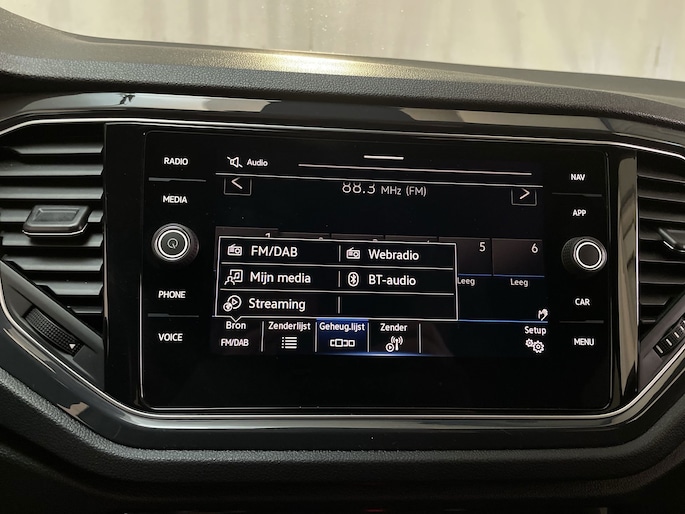 RADIO
Audio
NAV
88.3 MHz (FM)
MEDIA
APP
FM/DAB
Webradio
5
6
Mijn media
BT-audio
Leeg
Leeg
PHONE
Streaming
CAR
Bron
Zenderlijst
Geheug.lijst
Zender
Setup
VOICE
FM/DAB
MENU